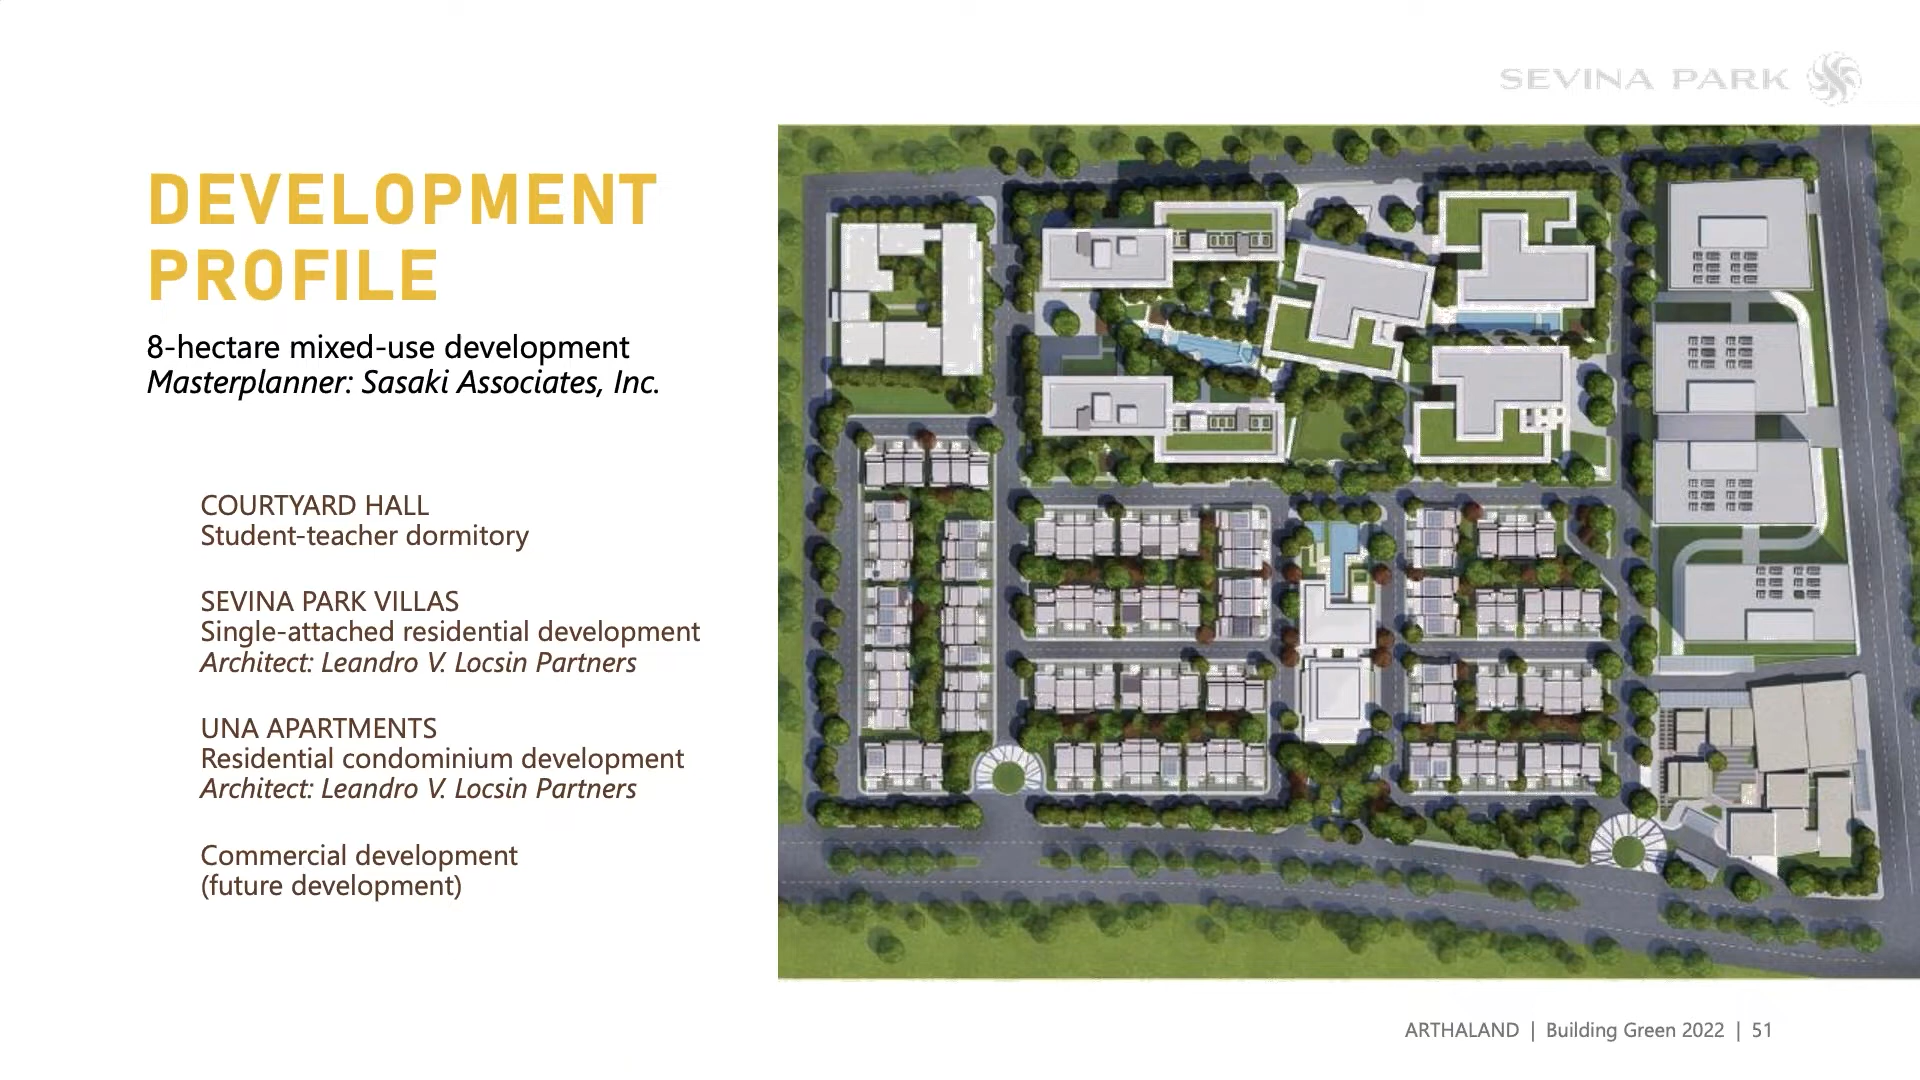 SEVINA PARK
DEVELOPMENT
PROFILE
8-hectare mixed-use development
Masterplanner: Sasaki Associates, Inc.
COURTYARD HALL
Student-teacher dormitory
SEVINA PARK VILLAS
Single-attached residential development
Architect: Leandro V. Locsin Partners
UNA APARTMENTS
Residential condominium development
Architect: Leandro V. Locsin Partners
Commercial development
(future development)
ARTHALAND | Building Green 2022 | 51